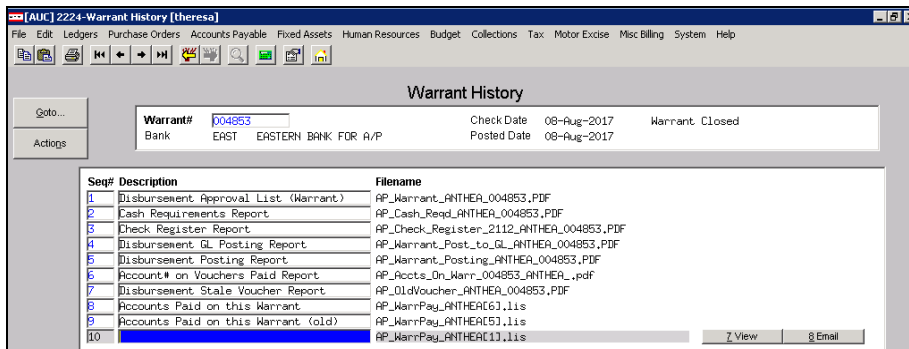 [AUC] 2224-Warrant History [theresa]
File Edit Ledgers Purchase Orders Accounts Payable Fixed Assets Human Resources Budget Collections Tax Motor Excise Misc Billing System Help
Warrant History
Goto...
Actions
Warrant# 004853 Check Date 08-Aug-2017 Warrant Closed
Bank EAST EASTERN BANK FOR A/P Posted Date 08-Aug-2017
Seq# Description Filename
1 Disbursement Approval List (Warrant) AP_Warrant_ANTHEA_004853.PDF
2 Cash Requirements Report AP_Cash_Reqd_ANTHEA_004853.PDF
3 Check Register Report AP_Check_Register_2112_ANTHEA_004853.PDF
4 Disbursement GL Posting Report AP_Warrant_Post_to_GL_ANTHEA_004853.PDF
5 Disbursement Posting Report AP_Warrant_Posting_ANTHEA_004853.PDF
6 Account# on Vouchers Paid Report AP_Accts_On_Warr_004853_ANTHEA_.pdf
7 Disbursement Stale Voucher Report AP_OldVoucher_ANTHEA_004853.PDF
8 Accounts Paid on this Warrant AP_WarrPay_ANTHEA[6].lis
9 Accounts Paid on this Warrant (old) AP_WarrPay_ANTHEA[5].lis
10 AP_WarrPay_ANTHEA[1].lis 7 View 8 Email